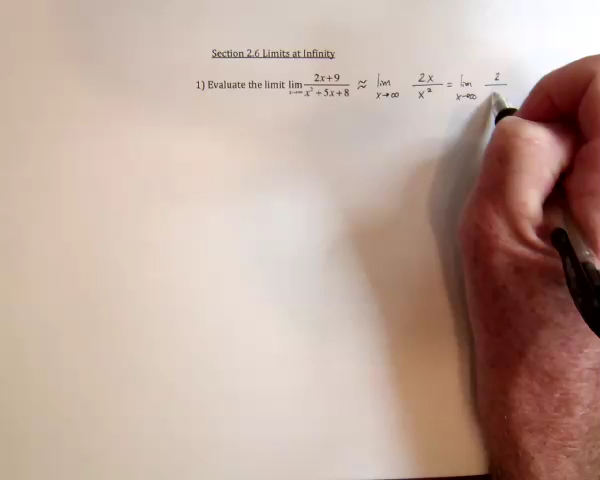 Section 2.6 Limits at Infinity
1) Evaluate the limit lim x→∞ (2x+9)/(x²+5x+8) ≈ lim x→∞ 2x/x² = lim x→∞ 2/